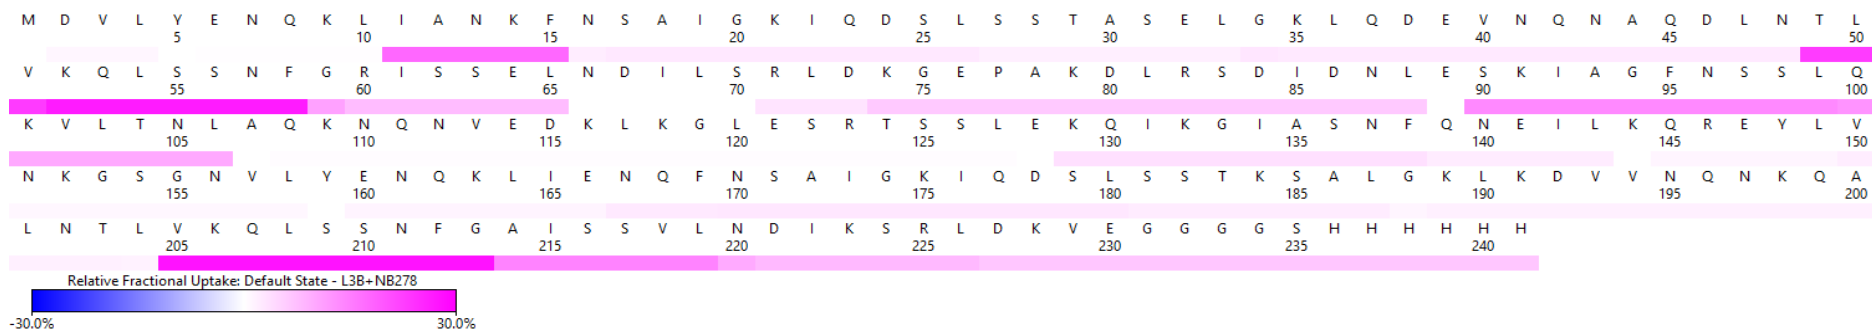 M D V L Y E N Q K L I A N K F N S A I G K I Q D S L S S T A S E L G K L Q D E V N Q N A Q D L N T L
5 10 15 20 25 30 35 40 45 50
V K Q L S S N F G R I S S E L N D I L S R L D K G E P A K D L R S D I D N L E S K I A G F N S S L Q
55 60 65 70 75 80 85 90 95 100
K V L T N L A Q K N Q N V E D K L K G L E S R T S S L E K Q I K G I A S N F Q N E I L K Q R E Y L V
105 110 115 120 125 130 135 140 145 150
N K G S G N V L Y E N Q K L I E N Q F N S A I G K I Q D S L S S T K S A L G K L K D V V N Q N K Q A
155 160 165 170 175 180 185 190 195 200
L N T L V K Q L S S N F G A I S S V L N D I K S R L D K V E G G G G S H H H H H H
205 210 215 220 225 230 235 240
Relative Fractional Uptake: Default State - L3B+NB278
-30.0% 30.0%